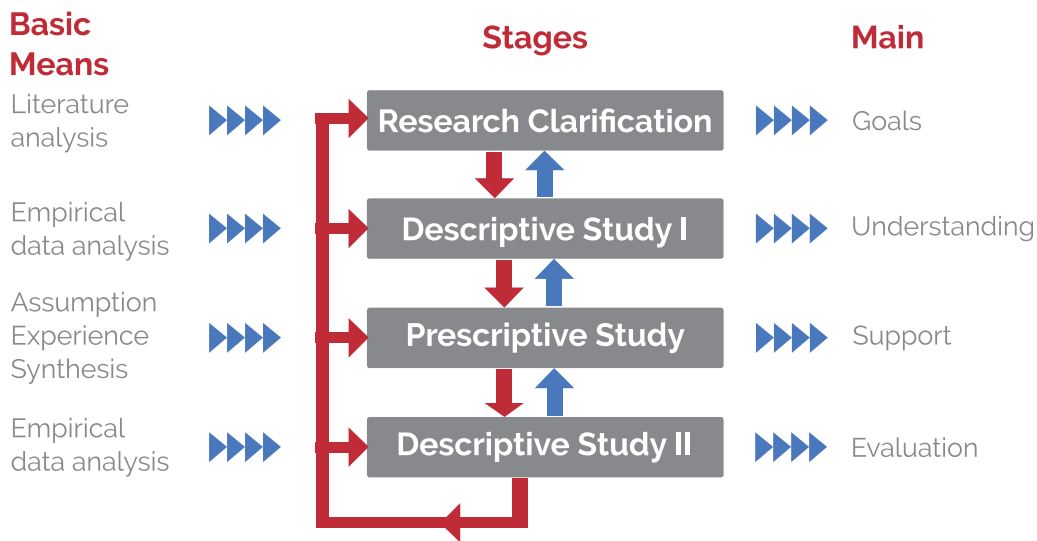 Basic
Means
Stages
Main
Literature
analysis
Research Clarification
Goals
Empirical
data analysis
Descriptive Study I
Understanding
Assumption
Experience
Synthesis
Prescriptive Study
Support
Empirical
data analysis
Descriptive Study II
Evaluation